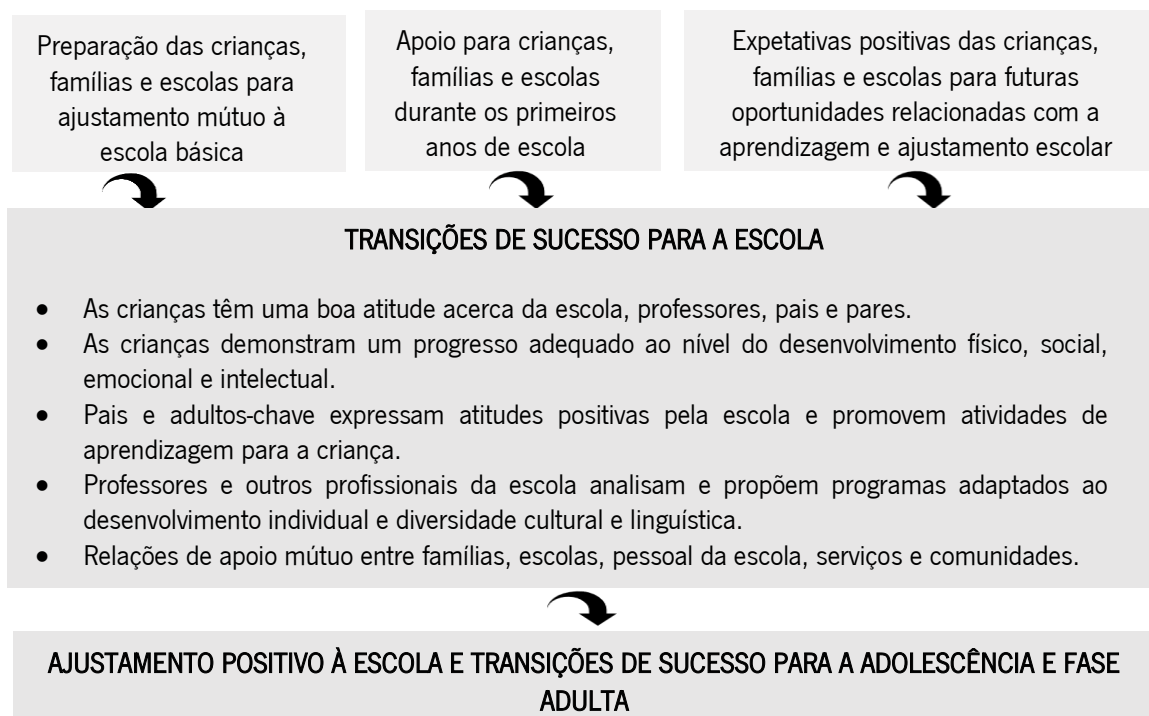 Preparação das crianças,
famílias e escolas para
ajustamento mútuo à
escola básica
Apoio para crianças,
famílias e escolas
durante os primeiros
anos de escola
Expetativas positivas das crianças,
famílias e escolas para futuras
oportunidades relacionadas com a
aprendizagem e ajustamento escolar
TRANSIÇÕES DE SUCESSO PARA A ESCOLA
• As crianças têm uma boa atitude acerca da escola, professores, pais e pares.
• As crianças demonstram um progresso adequado ao nível do desenvolvimento físico, social,
emocional e intelectual.
• Pais e adultos-chave expressam atitudes positivas pela escola e promovem atividades de
aprendizagem para a criança.
• Professores e outros profissionais da escola analisam e propõem programas adaptados ao
desenvolvimento individual e diversidade cultural e linguística.
• Relações de apoio mútuo entre famílias, escolas, pessoal da escola, serviços e comunidades.
AJUSTAMENTO POSITIVO À ESCOLA E TRANSIÇÕES DE SUCESSO PARA A ADOLESCÊNCIA E FASE
ADULTA